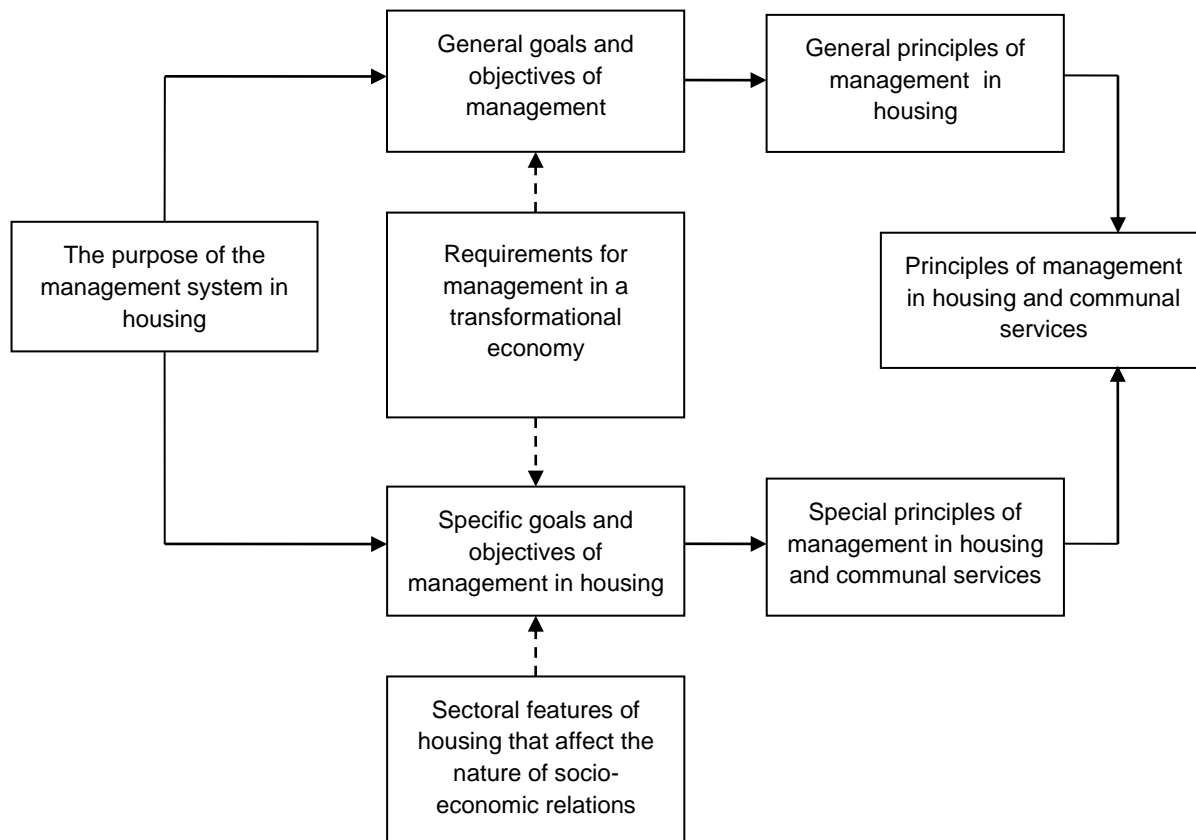 General goals and
objectives of
management
General principles of
management in
housing
The purpose of the
management system in
housing
Requirements for
management in a
transformational
economy
Principles of management
in housing and communal
services
Specific goals and
objectives of
management in housing
Special principles of
management in housing
and communal services
Sectoral features of
housing that affect the
nature of socio-
economic relations